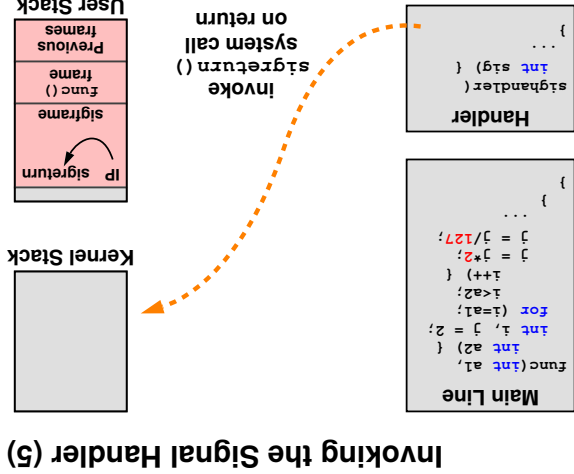 Invoking the Signal Handler (5)
Main Line
func(int a1,
int a2) {
int i, j = 2;
for (i=a1;
i<a2;
i++) {
j = j*2;
j = j/127;
...
}
}
Kernel Stack
IP sigreturn
sigframe
func()
frame
Previous
frames
User Stack
Handler
sighandler(
int sig) {
...
}
invoke
sigreturn()
system call
on return